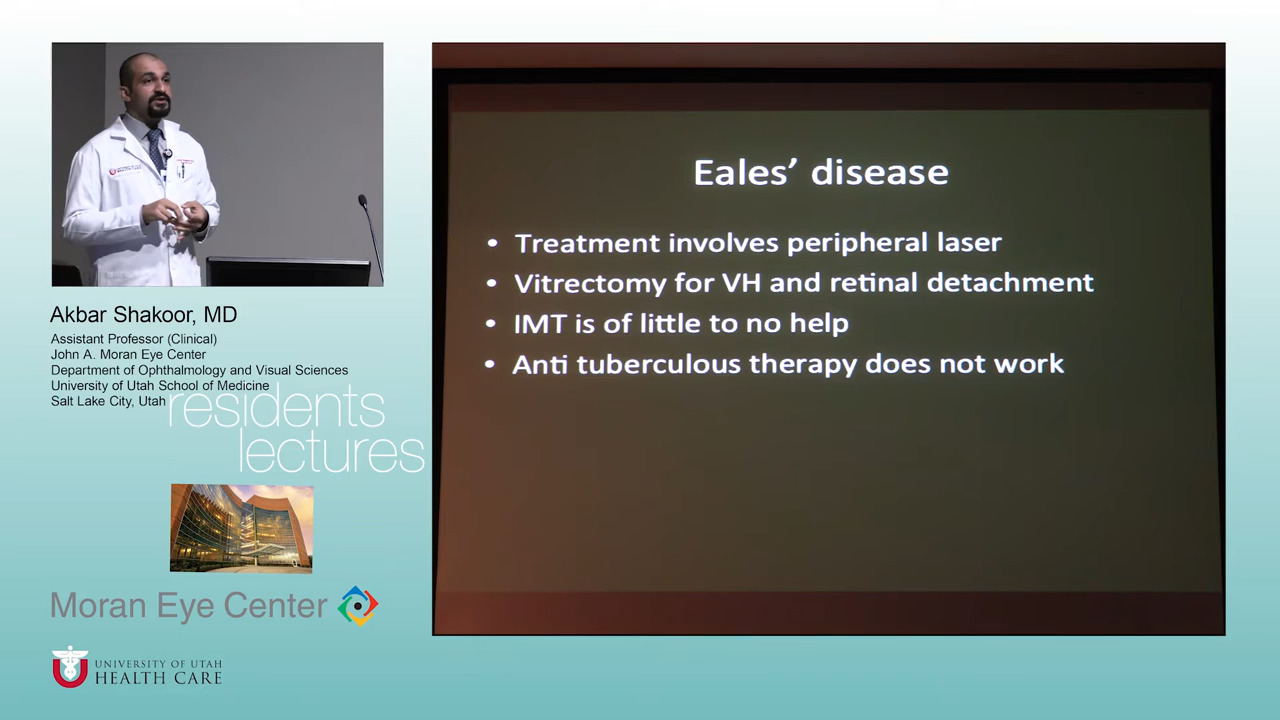 Akbar Shakoor, MD
Assistant Professor (Clinical)
John A. Moran Eye Center
Department of Ophthalmology and Visual Sciences
University of Utah School of Medicine
Salt Lake City, Utah
residents
lectures
Moran Eye Center
UNIVERSITY OF UTAH
HEALTH CARE
Eales’ disease
• Treatment involves peripheral laser
• Vitrectomy for VH and retinal detachment
• IMT is of little to no help
• Anti tuberculous therapy does not work